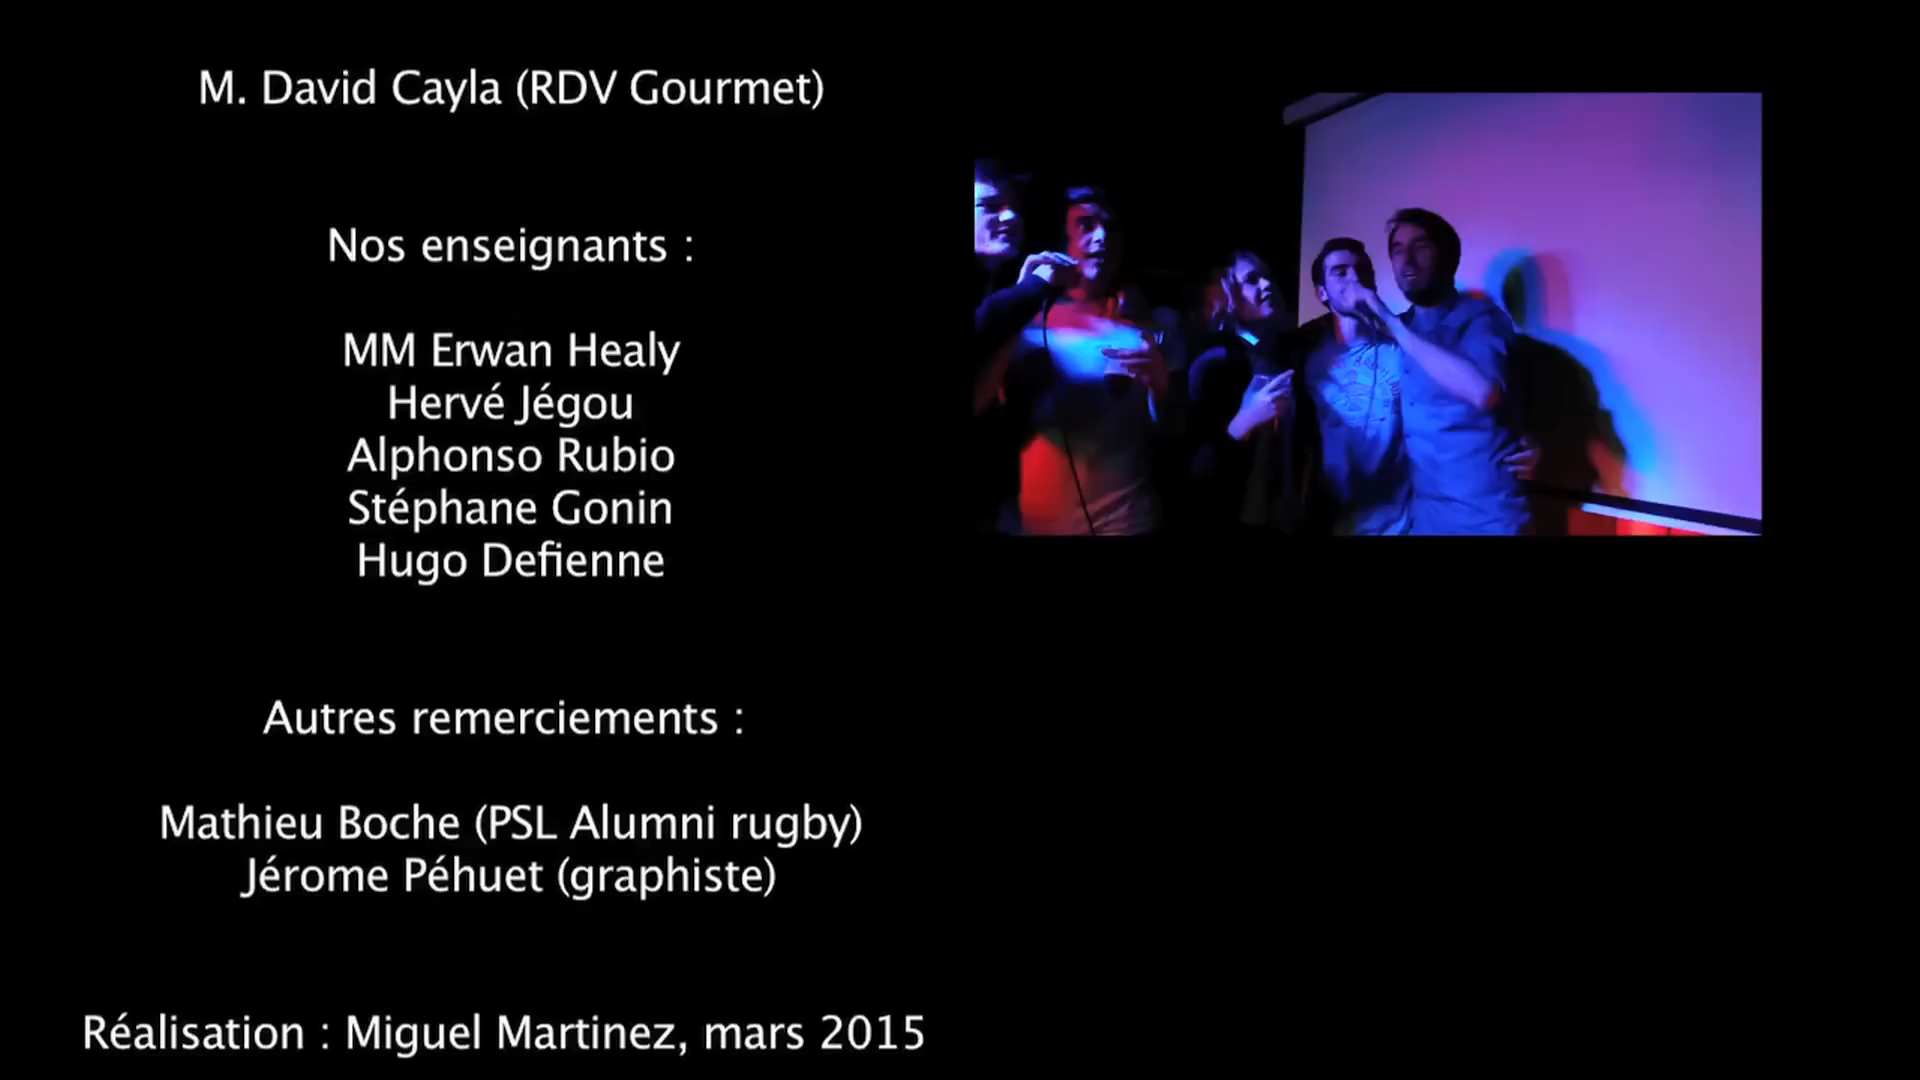 M. David Cayla (RDV Gourmet)
Nos enseignants :
MM Erwan Healy
Hervé Jégou
Alphonso Rubio
Stéphane Gonin
Hugo Defienne
Autres remerciements :
Mathieu Boche (PSL Alumni rugby)
Jérome Péhuet (graphiste)
Réalisation : Miguel Martinez, mars 2015